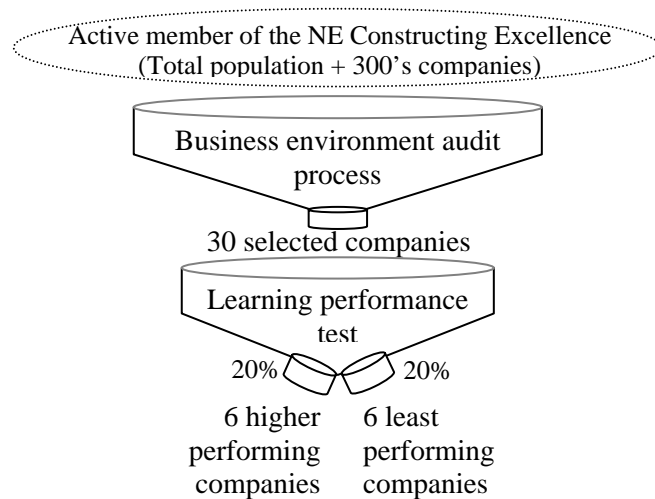 Active member of the NE Constructing Excellence
(Total population + 300's companies)
Business environment audit
process
30 selected companies
Learning performance
test
20%
20%
6 higher
performing
companies
6 least
performing
companies